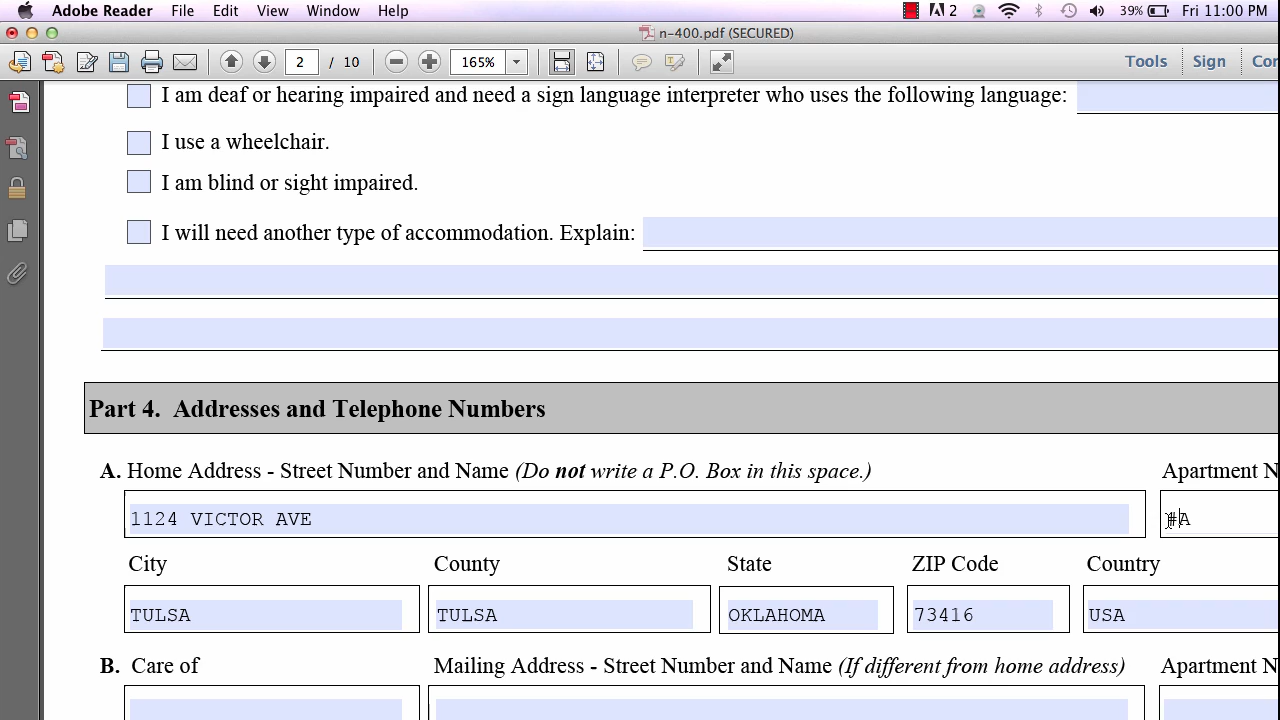 Adobe Reader File Edit View Window Help 2 39% Fri 11:00 PM
n-400.pdf (SECURED)
2 / 10 165% Tools Sign Co
I am deaf or hearing impaired and need a sign language interpreter who uses the following language:
I use a wheelchair.
I am blind or sight impaired.
I will need another type of accommodation. Explain:
Part 4. Addresses and Telephone Numbers
A. Home Address - Street Number and Name (Do not write a P.O. Box in this space.) Apartment N
1124 VICTOR AVE #A
City County State ZIP Code Country
TULSA TULSA OKLAHOMA 73416 USA
B. Care of Mailing Address - Street Number and Name (If different from home address) Apartment N